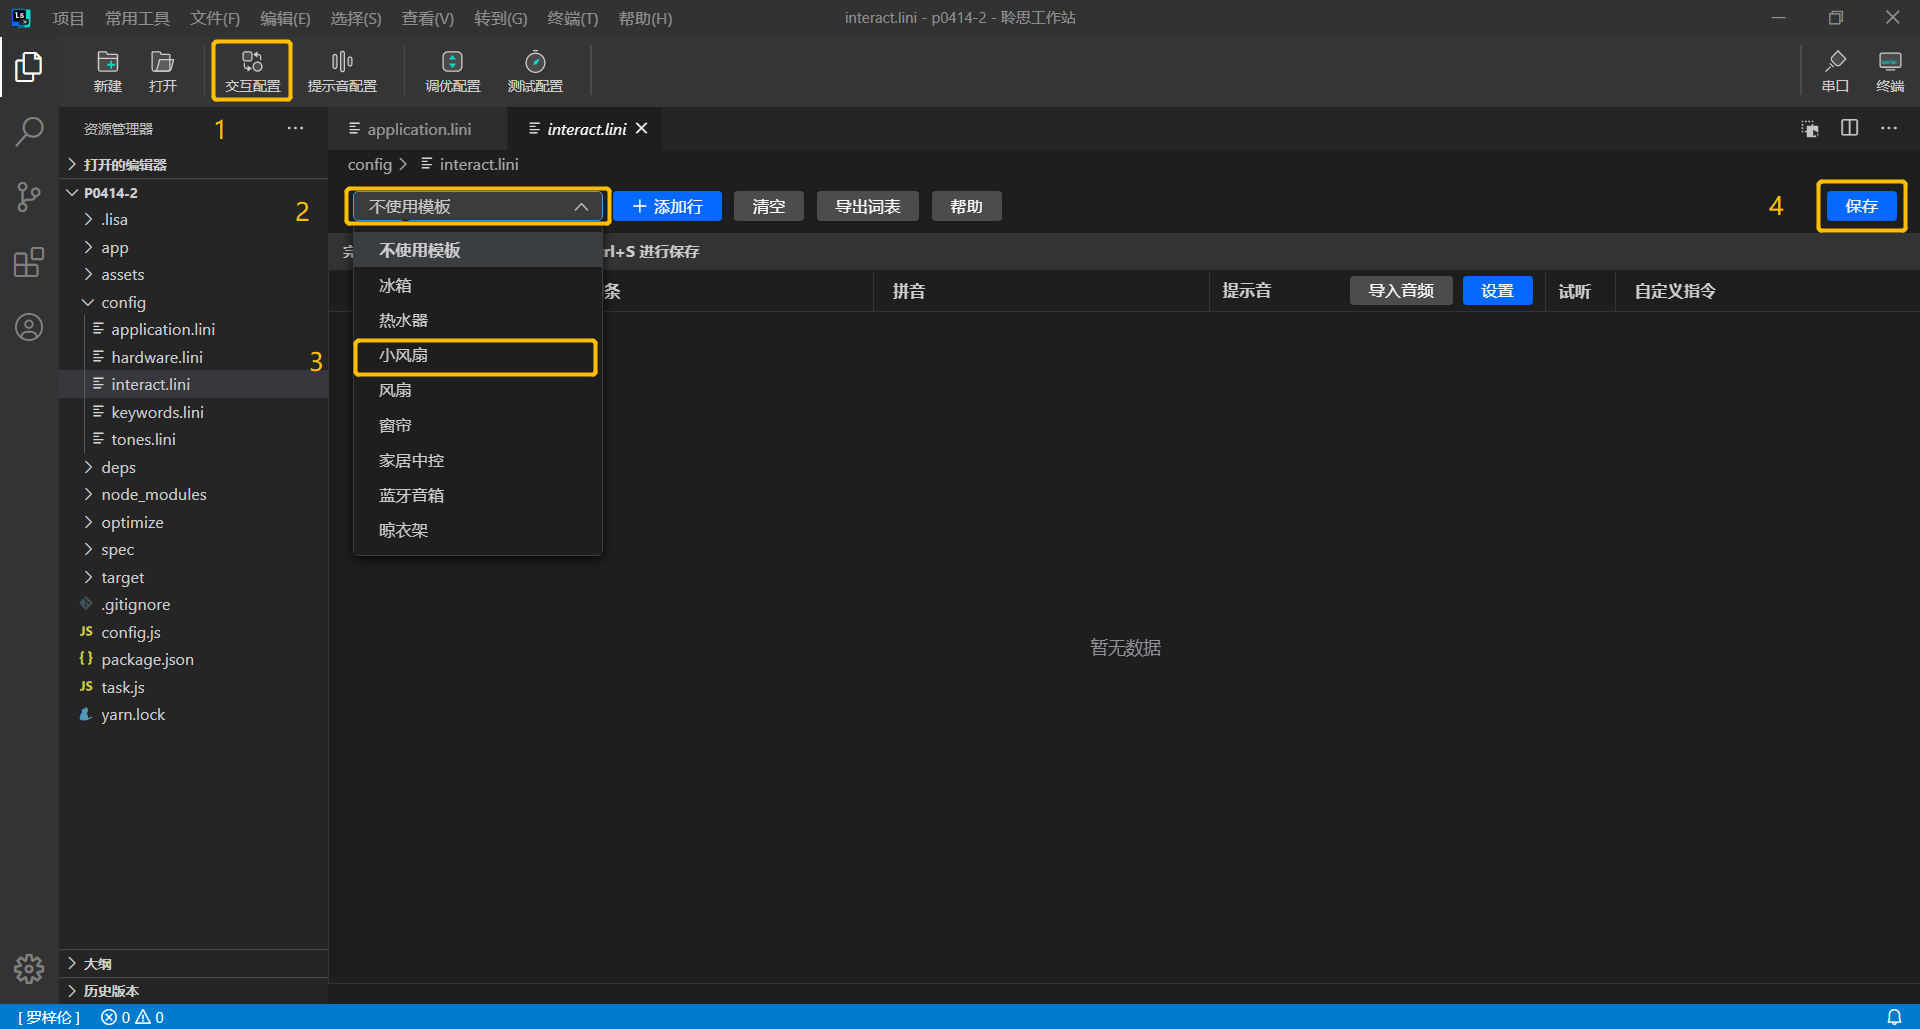 项目 常用工具 文件(F) 编辑(E) 选择(S) 查看(V) 转到(G) 终端(T) 帮助(H) interact.lini - p0414-2 - 聆思工作站
新建 打开 交互配置 提示音配置 调优配置 测试配置 串口 终端
资源管理器 1 ··· application.lini interact.lini
打开的编辑器 config > interact.lini
P0414-2
2 不使用模板 添加行 清空 导出词表 帮助 4 保存
.lisa
app
assets
config
application.lini
hardware.lini
3
interact.lini
keywords.lini
tones.lini
deps
node_modules
optimize
spec
target
.gitignore
JS config.js
{} package.json
JS task.js
yarn.lock
大纲
历史版本
不使用模板 rl+S 进行保存
冰箱 条 拼音 提示音 导入音频 设置 试听 自定义指令
热水器
小风扇
风扇
窗帘
家居中控
蓝牙音箱
晾衣架
暂无数据
[ 罗梓伦 ] 0 0